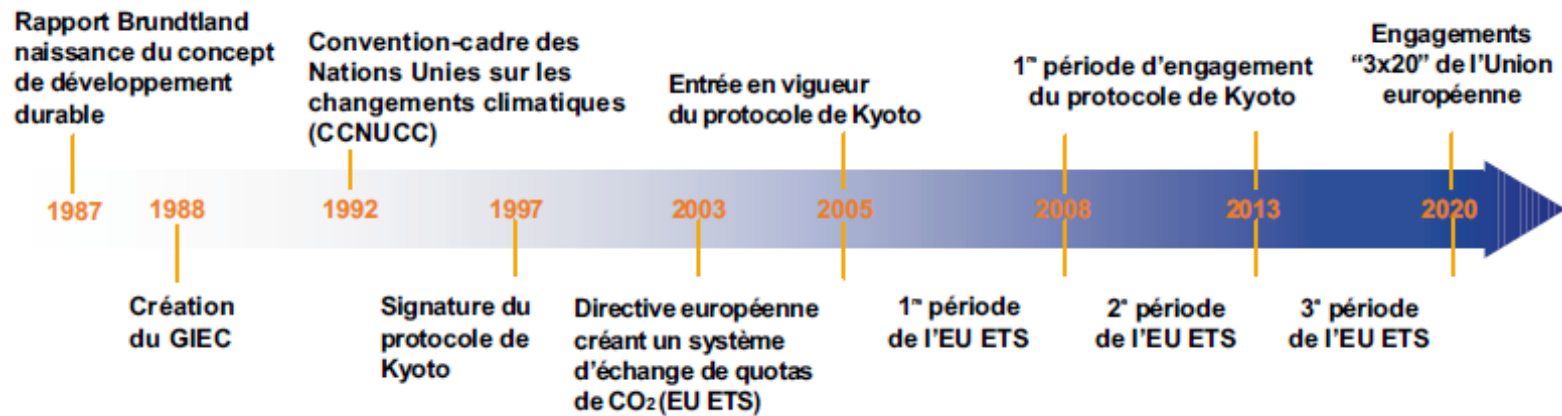 Rapport Brundtland
naissance du concept
de développement
durable
Convention-cadre des
Nations Unies sur les
changements climatiques
(CCNUCC)
Entrée en vigueur
du protocole de Kyoto
1re période d'engagement
du protocole de Kyoto
Engagements
“3x20” de l'Union
européenne
1987
1988
1992
1997
2003
2005
2008
2013
2020
Création
du GIEC
Signature du
protocole de
Kyoto
Directive européenne
créant un système
d'échange de quotas
de CO₂ (EU ETS)
1re période
de l'EU ETS
2e période
de l'EU ETS
3e période
de l'EU ETS